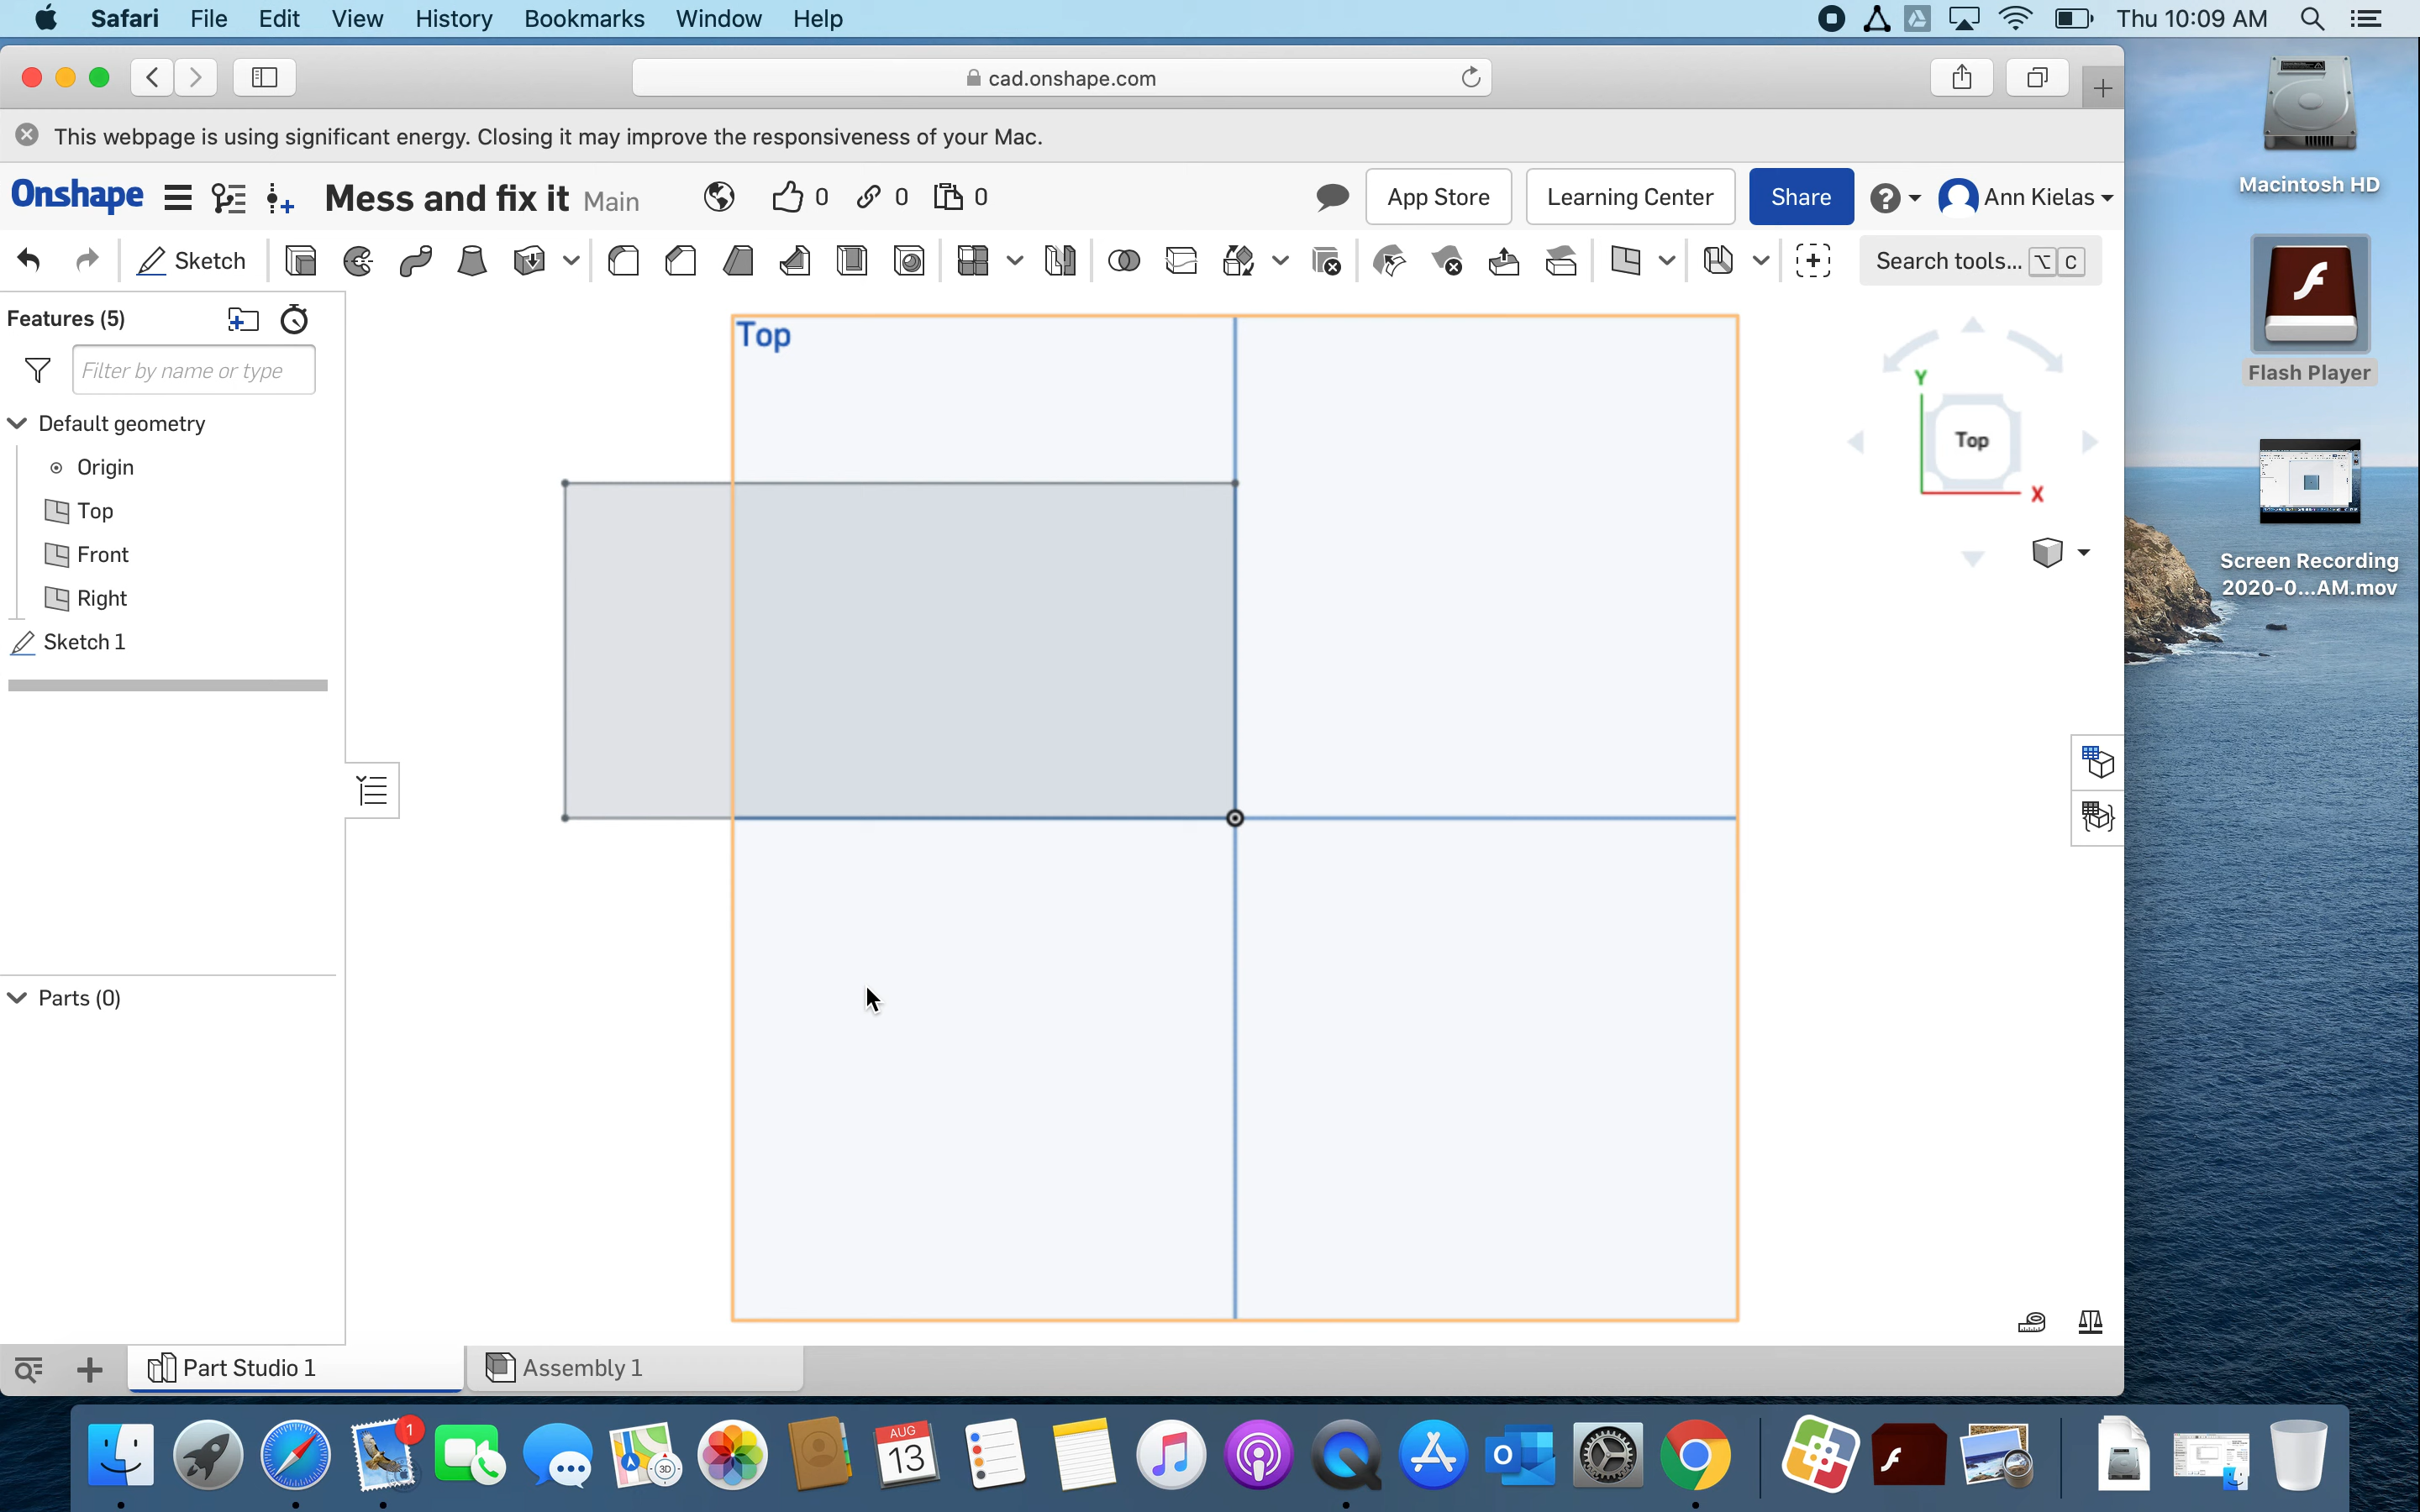 Safari File Edit View History Bookmarks Window Help Thu 10:09 AM
cad.onshape.com
This webpage is using significant energy. Closing it may improve the responsiveness of your Mac.
Onshape Mess and fix it Main 0 0 0 App Store Learning Center Share Ann Kielas
Sketch Search tools... ⌥ C
Features (5)
Filter by name or type
Default geometry
Origin
Top
Front
Right
Sketch 1
Parts (0)
Top
Y
Top
X
Part Studio 1 Assembly 1
Macintosh HD
Flash Player
Screen Recording
2020-0...AM.mov
1
AUG
13
3D